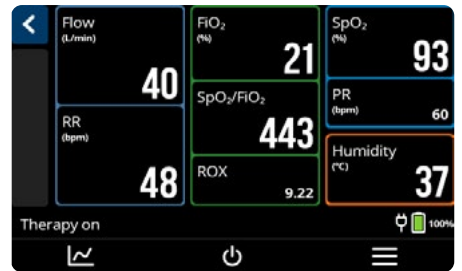 Flow
(L/min)
40
RR
(bpm)
48
FiO₂
(%)
21
SpO₂/FiO₂
443
ROX
9.22
SpO₂
(%)
93
PR
(bpm)
60
Humidity
(°C)
37
Therapy on
100%